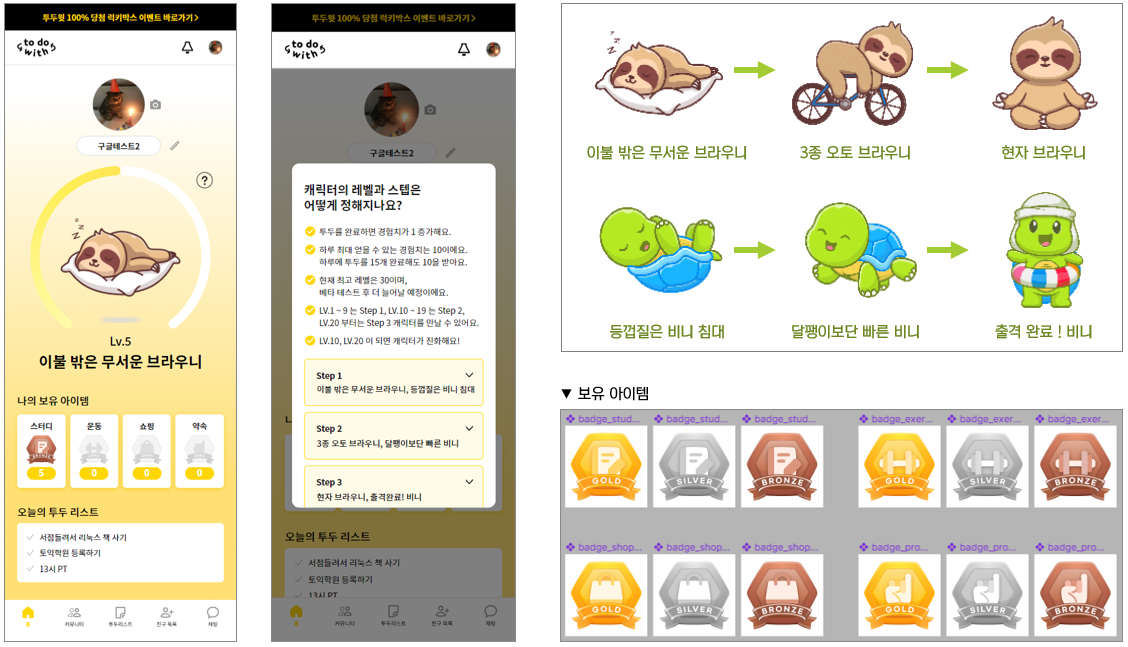 투두윗 100% 당첨 럭키박스 이벤트 바로가기 >
to do
with
구글테스트2
?
z z z
Lv.5
이불 밖은 무서운 브라우니
나의 보유 아이템
스터디 운동 쇼핑 약속
BRONZE
5 0 0 0
오늘의 투두 리스트
서점들려서 리눅스 책 사기
토익학원 등록하기
13시 PT
홈 커뮤니티 투두리스트 친구 목록 채팅
투두윗 100% 당첨 럭키박스 이벤트 바로가기 >
to do
with
구글테스트2
캐릭터의 레벨과 스텝은
어떻게 정해지나요?
투두를 완료하면 경험치가 1 증가해요.
하루 최대 얻을 수 있는 경험치는 10이에요.
하루에 투두를 15개 완료해도 10을 받아요.
현재 최고 레벨은 30이며,
베타 테스트 후 더 늘어날 예정이에요.
LV.1 ~ 9 는 Step 1, LV.10 ~ 19 는 Step 2,
LV.20 부터는 Step 3 캐릭터를 만날 수 있어요.
LV.10, LV.20 이 되면 캐릭터가 진화해요!
Step 1
이불 밖은 무서운 브라우니, 등껍질은 비니 침대
Step 2
3종 오토 브라우니, 달팽이보단 빠른 비니
Step 3
현자 브라우니, 출격완료! 비니
나
오늘의 투두 리스트
서점들려서 리눅스 책 사기
토익학원 등록하기
13시 PT
홈 커뮤니티 투두리스트 친구 목록 채팅
z z z
이불 밖은 무서운 브라우니 3종 오토 브라우니 현자 브라우니
등껍질은 비니 침대 달팽이보단 빠른 비니 출격 완료 ! 비니
▼ 보유 아이템
badge_stud... badge_stud... badge_stud... badge_exer... badge_exer... badge_exer...
GOLD SILVER BRONZE GOLD SILVER BRONZE
badge_shop... badge_shop... badge_shop... badge_pro... badge_pro... badge_pro...
GOLD SILVER BRONZE GOLD SILVER BRONZE